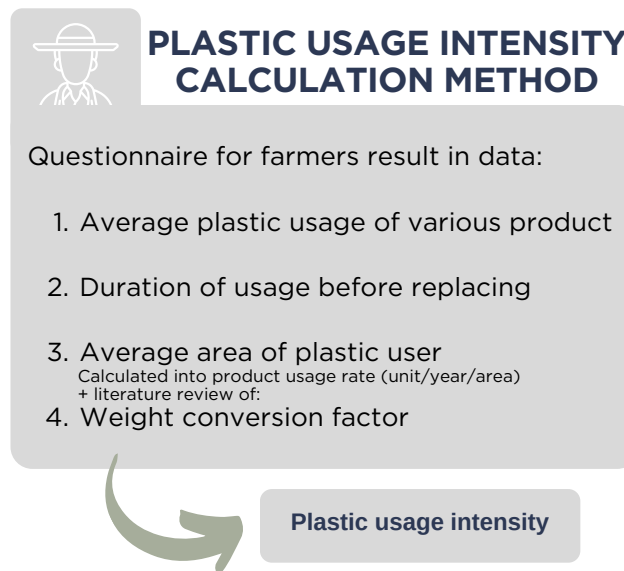 PLASTIC USAGE INTENSITY
CALCULATION METHOD
Questionnaire for farmers result in data:
1. Average plastic usage of various product
2. Duration of usage before replacing
3. Average area of plastic user
Calculated into product usage rate (unit/year/area)
+ literature review of:
4. Weight conversion factor
Plastic usage intensity